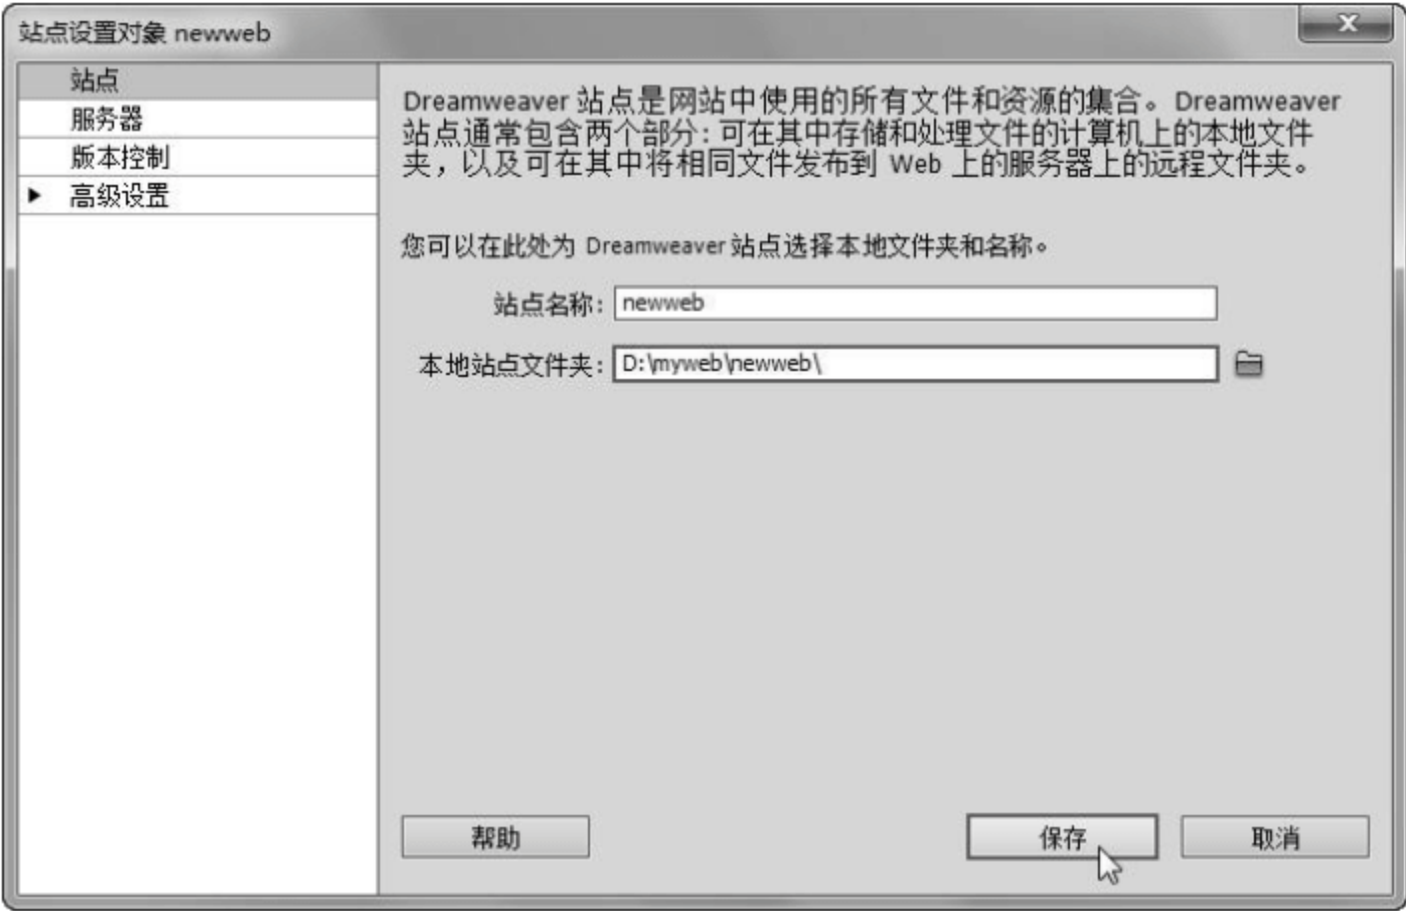 站点设置对象 newweb
站点
服务器
版本控制
高级设置
Dreamweaver 站点是网站中使用的所有文件和资源的集合。Dreamweaver
站点通常包含两个部分：可在其中存储和处理文件的计算机上的本地文件
夹，以及可在其中将相同文件发布到 Web 上的服务器上的远程文件夹。
您可以在此处为 Dreamweaver 站点选择本地文件夹和名称。
站点名称： newweb
本地站点文件夹： D:\myweb\newweb\
帮助 保存 取消